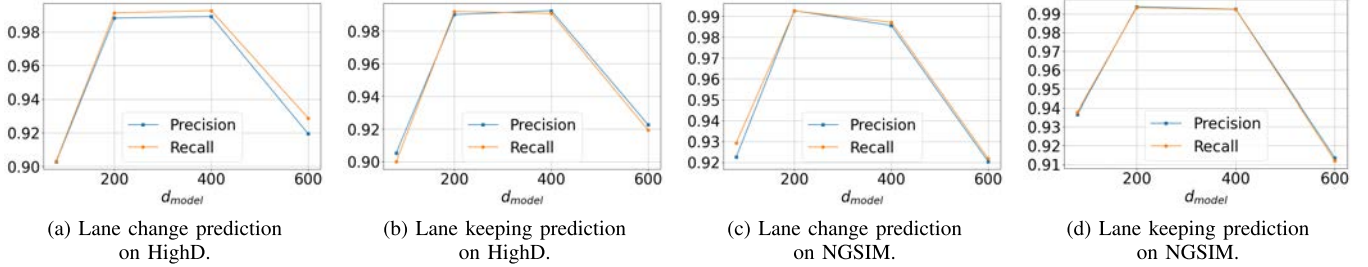 0.98
0.96
0.94
0.92
0.90
Precision
Recall
200 400 600
d_model
(a) Lane change prediction
on HighD.
0.98
0.96
0.94
0.92
0.90
Precision
Recall
200 400 600
d_model
(b) Lane keeping prediction
on HighD.
0.99
0.98
0.97
0.96
0.95
0.94
0.93
0.92
Precision
Recall
200 400 600
d_model
(c) Lane change prediction
on NGSIM.
0.99
0.98
0.97
0.96
0.95
0.94
0.93
0.92
0.91
Precision
Recall
200 400 600
d_model
(d) Lane keeping prediction
on NGSIM.